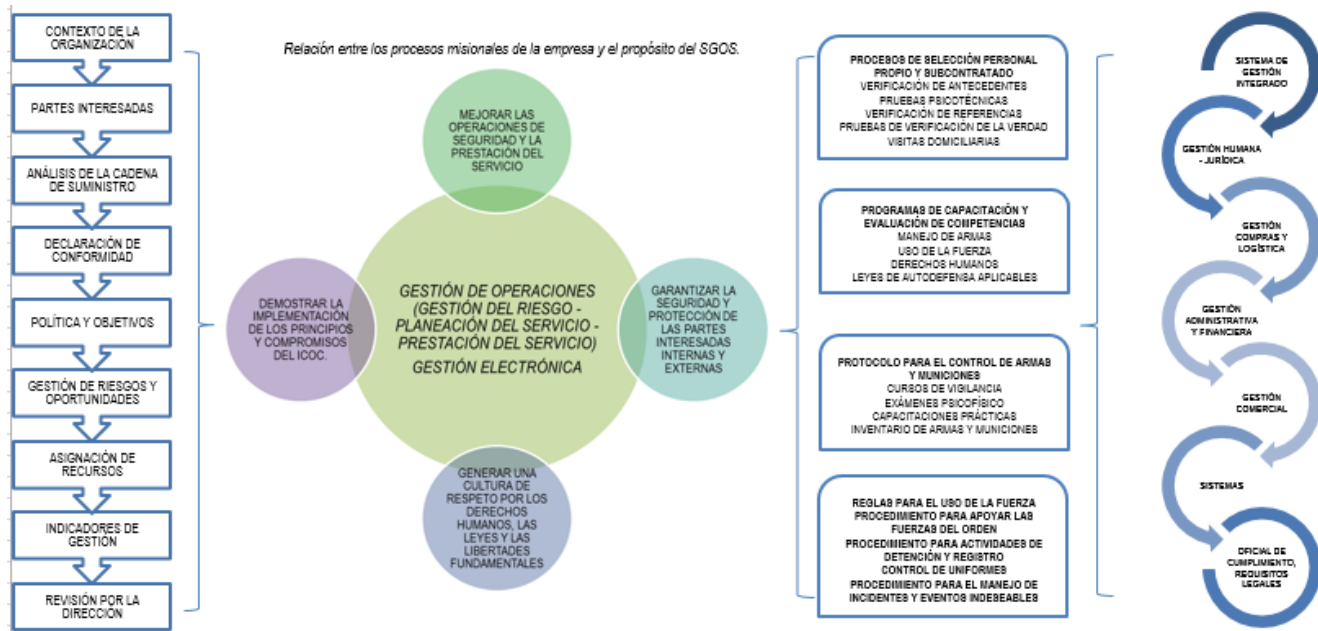 CONTEXTO DE LA
ORGANIZACIÓN
PARTES INTERESADAS
ANÁLISIS DE LA CADENA
DE SUMINISTRO
DECLARACIÓN DE
CONFORMIDAD
POLÍTICA Y OBJETIVOS
GESTIÓN DE RIESGOS Y
OPORTUNIDADES
ASIGNACIÓN DE
RECURSOS
INDICADORES DE
GESTIÓN
REVISIÓN POR LA
DIRECCIÓN
Relación entre los procesos misionales de la empresa y el propósito del SGOS.
MEJORAR LAS
OPERACIONES DE
SEGURIDAD Y LA
PRESTACIÓN DEL
SERVICIO
DEMOSTRAR LA
IMPLEMENTACIÓN
DE LOS PRINCIPIOS
Y COMPROMISOS
DEL ICOC.
GESTIÓN DE OPERACIONES
(GESTIÓN DEL RIESGO -
PLANEACIÓN DEL SERVICIO -
PRESTACIÓN DEL SERVICIO)
GESTIÓN ELECTRÓNICA
GARANTIZAR LA
SEGURIDAD Y
PROTECCIÓN DE
LAS PARTES
INTERESADAS
INTERNAS Y
EXTERNAS
GENERAR UNA
CULTURA DE
RESPETO POR LOS
DERECHOS
HUMANOS, LAS
LEYES Y LAS
LIBERTADES
FUNDAMENTALES
PROCESOS DE SELECCIÓN PERSONAL
PROPIO Y SUBCONTRATADO
VERIFICACIÓN DE ANTECEDENTES
PRUEBAS PSICOTÉCNICAS
VERIFICACIÓN DE REFERENCIAS
PRUEBAS DE VERIFICACIÓN DE LA VERDAD
VISITAS DOMICILIARIAS
PROGRAMAS DE CAPACITACIÓN Y
EVALUACIÓN DE COMPETENCIAS
MANEJO DE ARMAS
USO DE LA FUERZA
DERECHOS HUMANOS
LEYES DE AUTODEFENSA APLICABLES
PROTOCOLO PARA EL CONTROL DE ARMAS
Y MUNICIONES
CURSOS DE VIGILANCIA
EXÁMENES PSICOFÍSICO
CAPACITACIONES PRÁCTICAS
INVENTARIO DE ARMAS Y MUNICIONES
REGLAS PARA EL USO DE LA FUERZA
PROCEDIMIENTO PARA APOYAR LAS
FUERZAS DEL ORDEN
PROCEDIMIENTO PARA ACTIVIDADES DE
DETENCIÓN Y REGISTRO
CONTROL DE UNIFORMES
PROCEDIMIENTO PARA EL MANEJO DE
INCIDENTES Y EVENTOS INDESEABLES
SISTEMA DE
GESTIÓN
INTEGRADO
GESTIÓN HUMANA
- JURÍDICA
GESTIÓN
COMPRAS Y
LOGÍSTICA
GESTIÓN
ADMINISTRATIVA
Y FINANCIERA
GESTIÓN
COMERCIAL
SISTEMAS
OFICIAL DE
CUMPLIMIENTO,
REQUISITOS
LEGALES